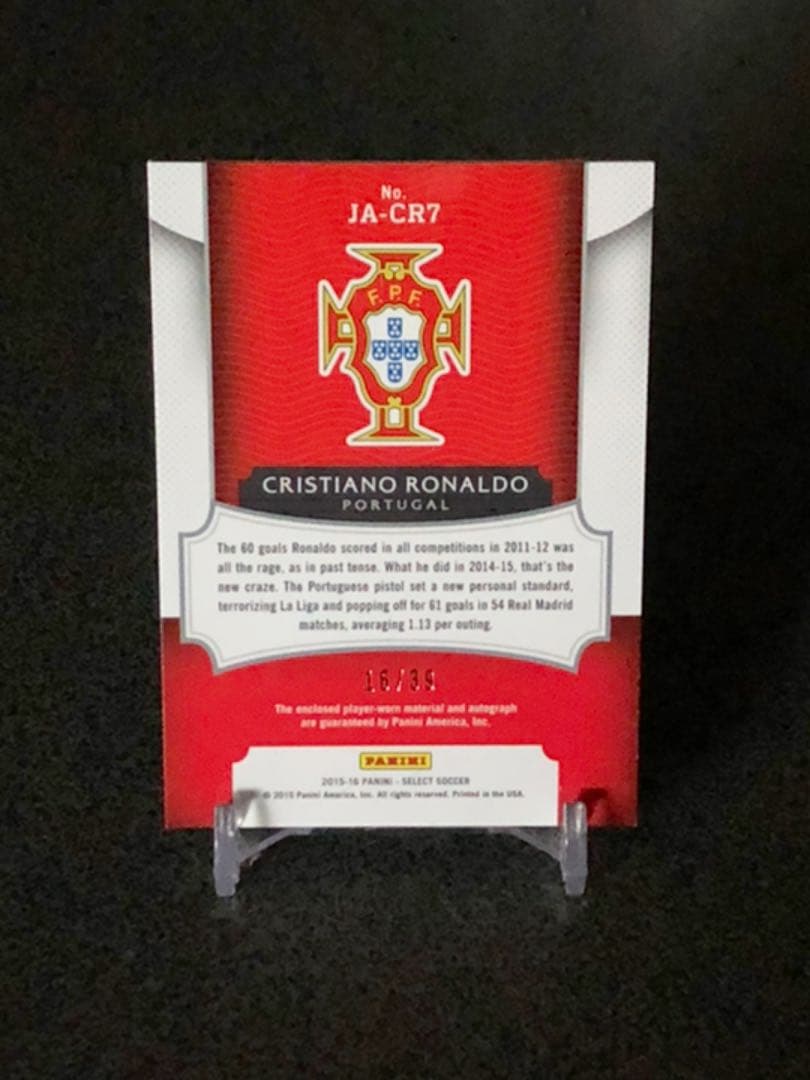 No.
JA-CR7
F.P.F.
CRISTIANO RONALDO
PORTUGAL
The 60 goals Ronaldo scored in all competitions in 2011-12 was
all the rage, as in past tense. What he did in 2014-15, that's the
new craze. The Portuguese pistol set a new personal standard,
terrorizing La Liga and popping off for 61 goals in 54 Real Madrid
matches, averaging 1.13 per outing.
16/39
The enclosed player-worn material and autograph
are guaranteed by Panini America, Inc.
PANINI
2015-16 PANINI - SELECT SOCCER
© 2015 Panini America, Inc. All rights reserved. Printed in the USA.